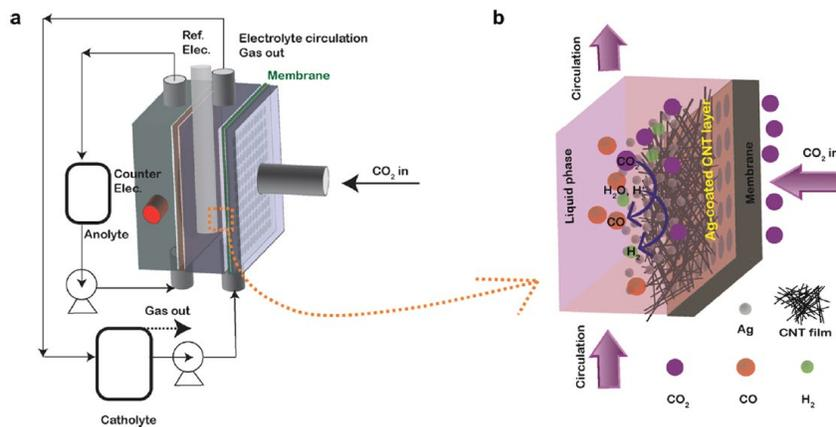 a
Ref.
Elec.
Electrolyte circulation
Gas out
Membrane
Counter
Elec.
CO2 in
Anolyte
Gas out
Catholyte
b
Circulation
Liquid phase
CO2
H2O, H+
CO
H2
Ag-coated CNT layer
Membrane
CO2 in
Circulation
Ag
CNT film
CO2
CO
H2